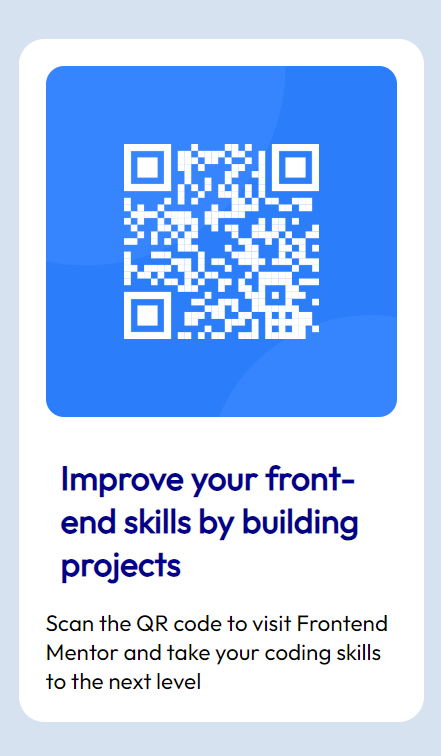 Improve your front-
end skills by building
projects
Scan the QR code to visit Frontend
Mentor and take your coding skills
to the next level